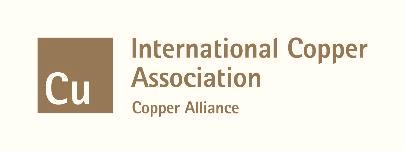 Cu
International Copper
Association
Copper Alliance